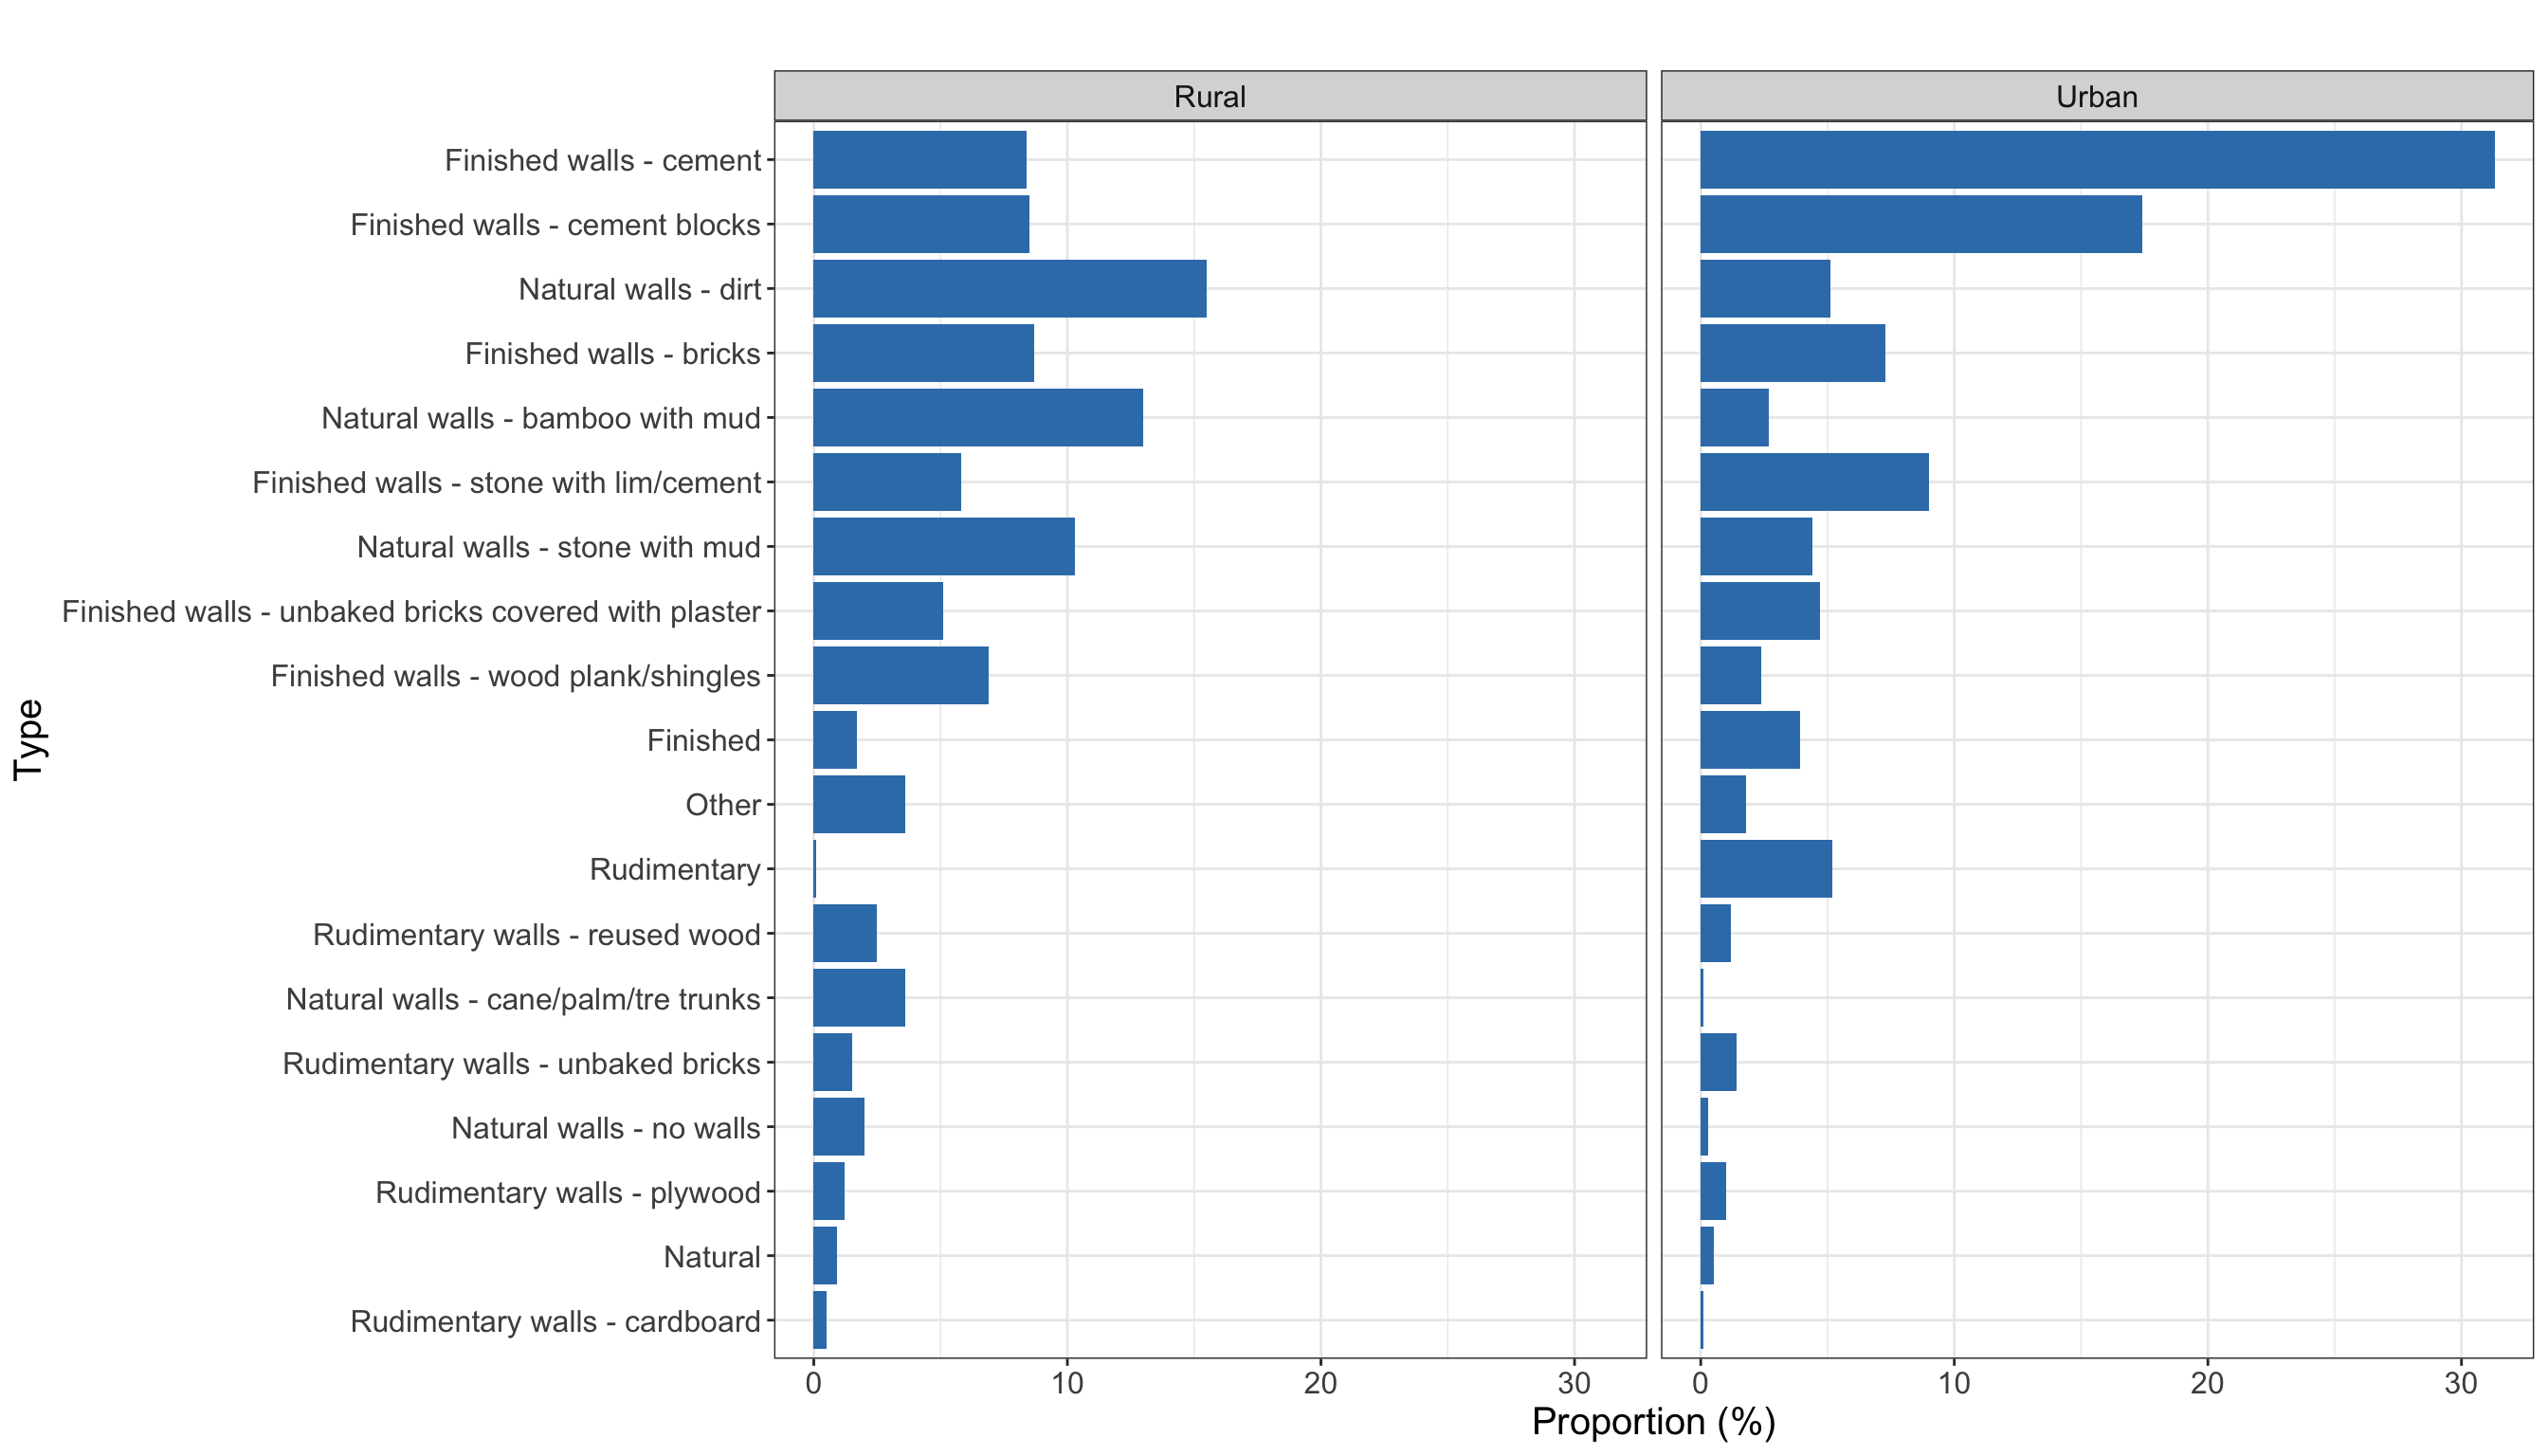 Rural
Urban
Finished walls - cement
Finished walls - cement blocks
Natural walls - dirt
Finished walls - bricks
Natural walls - bamboo with mud
Finished walls - stone with lim/cement
Natural walls - stone with mud
Finished walls - unbaked bricks covered with plaster
Finished walls - wood plank/shingles
Finished
Other
Rudimentary
Rudimentary walls - reused wood
Natural walls - cane/palm/tre trunks
Rudimentary walls - unbaked bricks
Natural walls - no walls
Rudimentary walls - plywood
Natural
Rudimentary walls - cardboard
Type
0 10 20 30
0 10 20 30
Proportion (%)